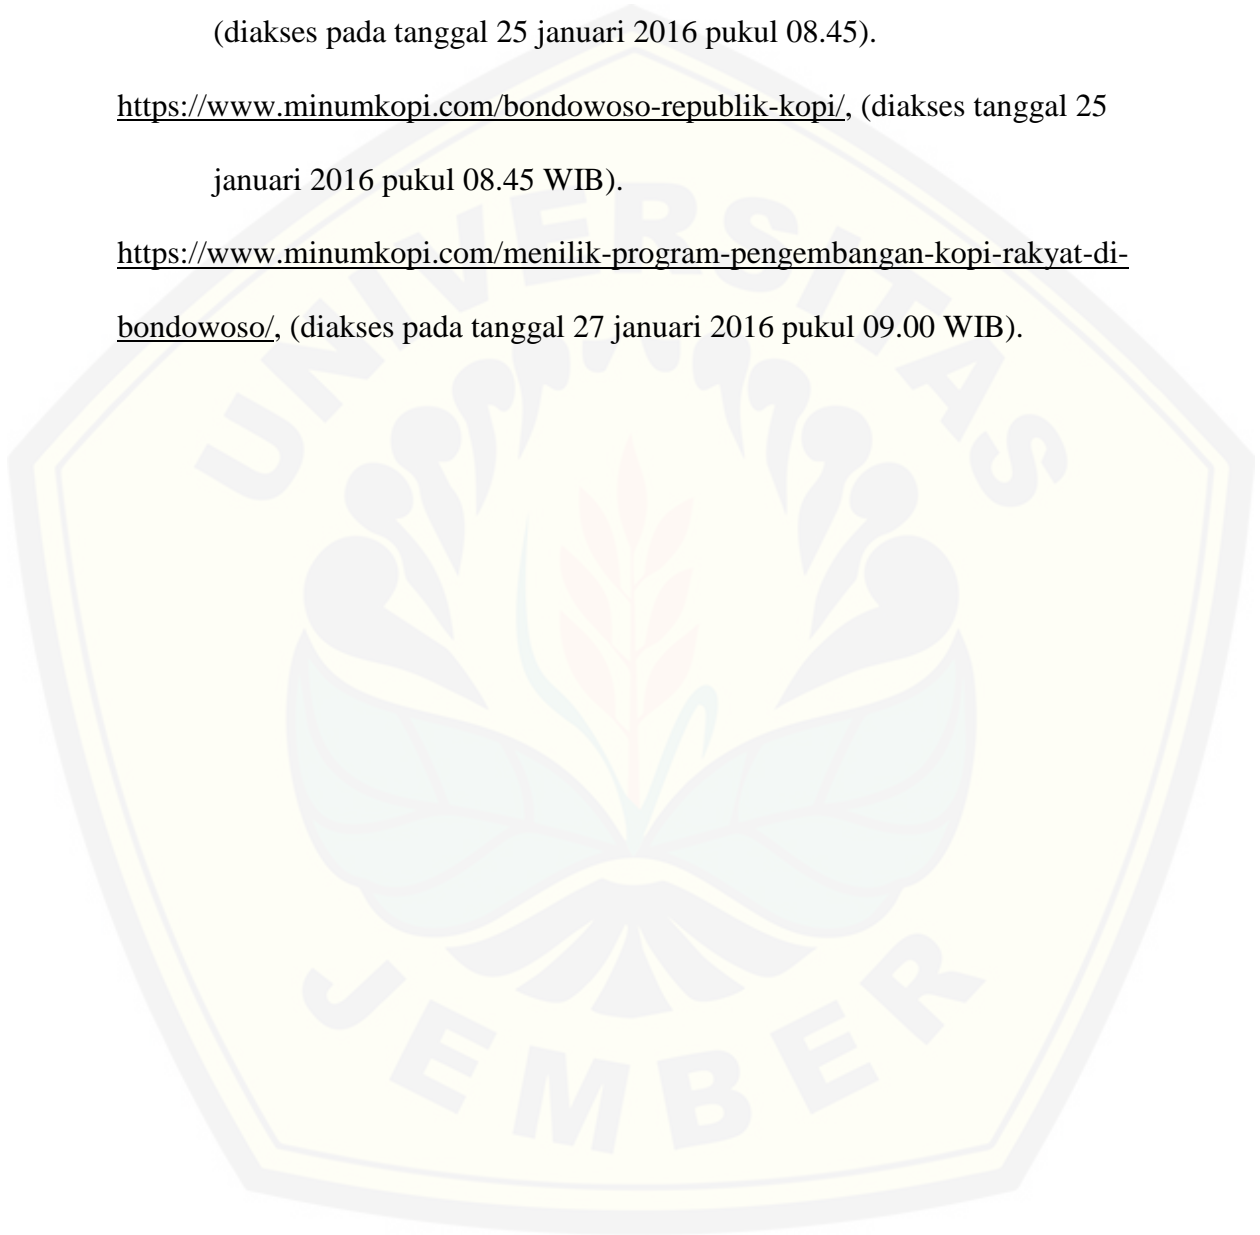 (diakses pada tanggal 25 januari 2016 pukul 08.45).
https://www.minumkopi.com/bondowoso-republik-kopi/, (diakses tanggal 25
januari 2016 pukul 08.45 WIB).
https://www.minumkopi.com/menilik-program-pengembangan-kopi-rakyat-di-
bondowoso/, (diakses pada tanggal 27 januari 2016 pukul 09.00 WIB).
UNIVERSITAS
JEMBER